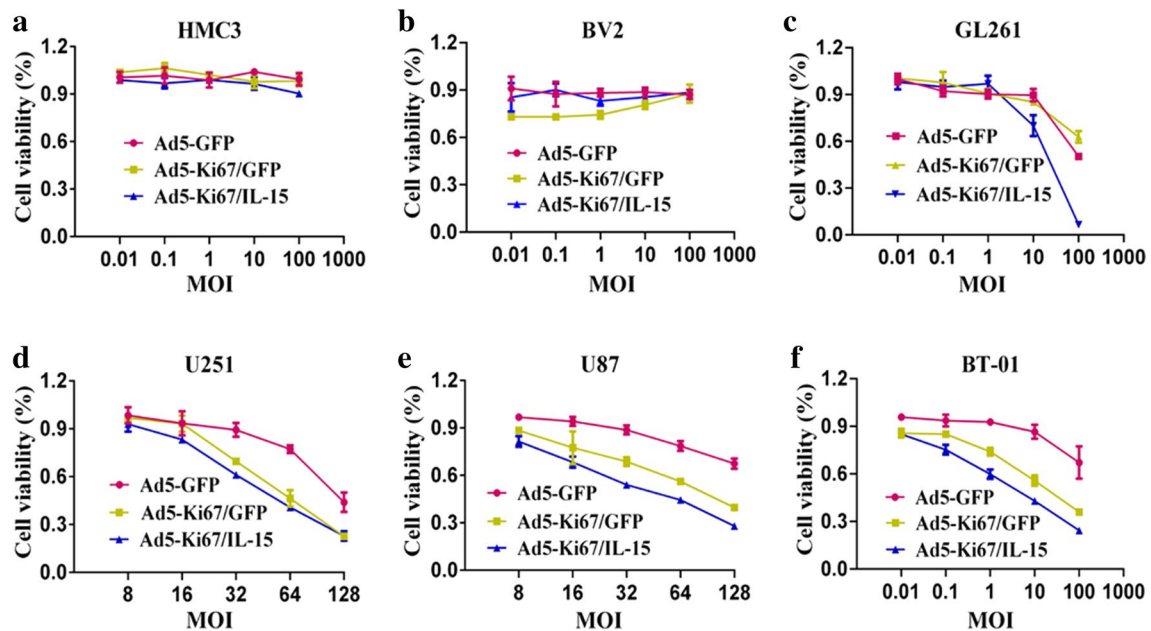 a
HMC3
Cell viability (%)
1.2
0.9
0.6
0.3
0.0
Ad5-GFP
Ad5-Ki67/GFP
Ad5-Ki67/IL-15
0.01 0.1 1 10 100 1000
MOI
b
BV2
Cell viability (%)
1.2
0.9
0.6
0.3
0.0
Ad5-GFP
Ad5-Ki67/GFP
Ad5-Ki67/IL-15
0.01 0.1 1 10 100 1000
MOI
c
GL261
Cell viability (%)
1.2
0.9
0.6
0.3
0.0
Ad5-GFP
Ad5-Ki67/GFP
Ad5-Ki67/IL-15
0.01 0.1 1 10 100 1000
MOI
d
U251
Cell viability (%)
1.2
0.9
0.6
0.3
0.0
Ad5-GFP
Ad5-Ki67/GFP
Ad5-Ki67/IL-15
8 16 32 64 128
MOI
e
U87
Cell viability (%)
1.2
0.9
0.6
0.3
0.0
Ad5-GFP
Ad5-Ki67/GFP
Ad5-Ki67/IL-15
8 16 32 64 128
MOI
f
BT-01
Cell viability (%)
1.2
0.9
0.6
0.3
0.0
Ad5-GFP
Ad5-Ki67/GFP
Ad5-Ki67/IL-15
0.01 0.1 1 10 100 1000
MOI